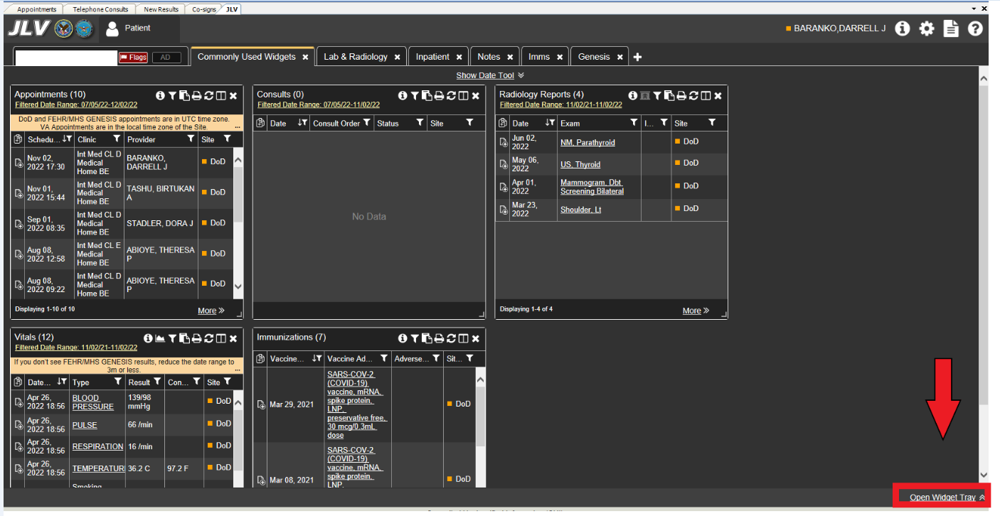 Appointments Telephone Consults New Results Co-signs JLV
JLV Patient BARANKO,DARRELL J
Flags AD Commonly Used Widgets Lab & Radiology Inpatient Notes Imms Genesis
Show Date Tool
Appointments (10)
Filtered Date Range: 07/05/22-12/02/22
DoD and FEHR/MHS GENESIS appointments are in UTC time zone.
VA Appointments are in the local time zone of the Site. ...
Schedu... Clinic Provider Site
Nov 02, 2022 17:30 Int Med CL D Medical Home BE BARANKO, DARRELL J DoD
Nov 01, 2022 15:44 Int Med CL D Medical Home BE TASHU, BIRTUKAN A DoD
Sep 01, 2022 08:35 Int Med CL D Medical Home BE STADLER, DORA J DoD
Aug 08, 2022 12:58 Int Med CL E Medical Home BE ABIOYE, THERESA P DoD
Aug 08, 2022 09:22 Int Med CL D Medical Home BE ABIOYE, THERESA P DoD
Displaying 1-10 of 10 More
Consults (0)
Filtered Date Range: 07/05/22-11/02/22
Date Consult Order Status Site
No Data
Radiology Reports (4)
Filtered Date Range: 11/02/21-11/02/22
Date Exam I... Site
Jun 02, 2022 NM, Parathyroid DoD
May 06, 2022 US, Thyroid DoD
Apr 01, 2022 Mammogram, Dbt Screening Bilateral DoD
Mar 23, 2022 Shoulder, Lt DoD
Displaying 1-4 of 4 More
Vitals (12)
Filtered Date Range: 11/02/21-11/02/22
If you don't see FEHR/MHS GENESIS results, reduce the date range to
3m or less. ...
Date... Type Result Con... Site
Apr 26, 2022 18:56 BLOOD PRESSURE 139/98 mmHg DoD
Apr 26, 2022 18:56 PULSE 66 /min DoD
Apr 26, 2022 18:56 RESPIRATION 16 /min DoD
Apr 26, 2022 18:56 TEMPERATUR 36.2 C 97.2 F DoD
Smoking
Immunizations (7)
Vaccine... Vaccine Ad... Adverse... Sit...
Mar 29, 2021 SARS-COV-2 (COVID-19) vaccine, mRNA, spike protein, LNP, preservative free, 30 mcg/0.3mL dose DoD
Mar 08, 2021 SARS-COV-2 (COVID-19) vaccine, mRNA, spike protein, LNP, DoD
Open Widget Tray